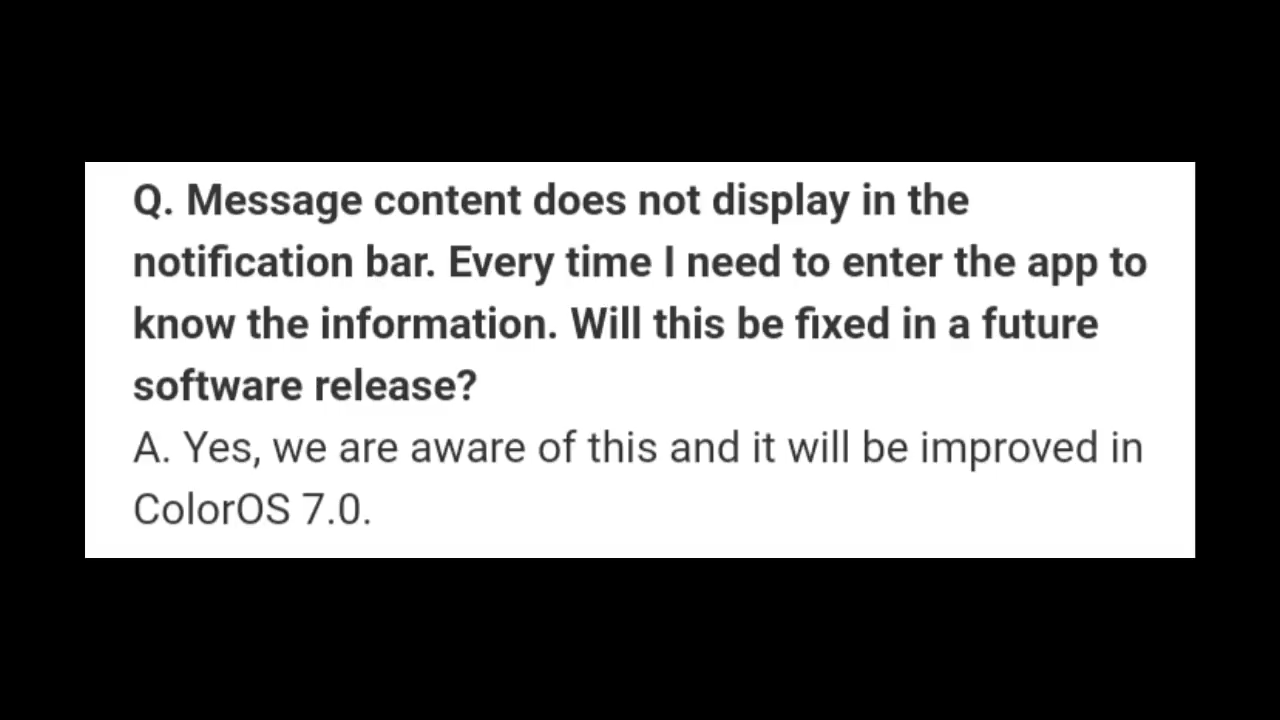 Q. Message content does not display in the
notification bar. Every time I need to enter the app to
know the information. Will this be fixed in a future
software release?
A. Yes, we are aware of this and it will be improved in
ColorOS 7.0.